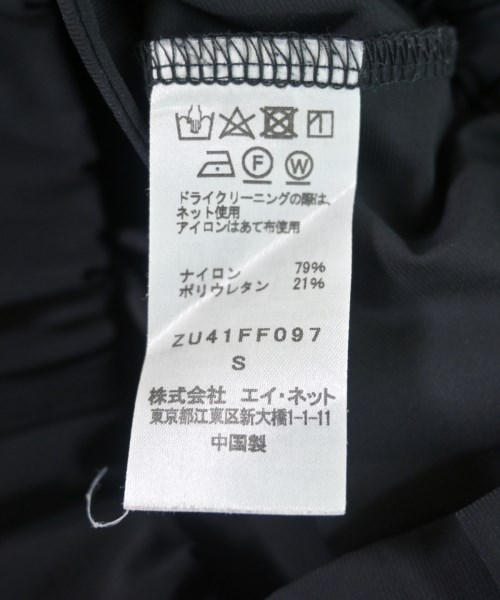 F W
ドライクリーニングの際は、
ネット使用
アイロンはあて布使用
ナイロン 79%
ポリウレタン 21%
ZU41FF097
S
株式会社 エイ・ネット
東京都江東区新大橋1-1-11
中国製